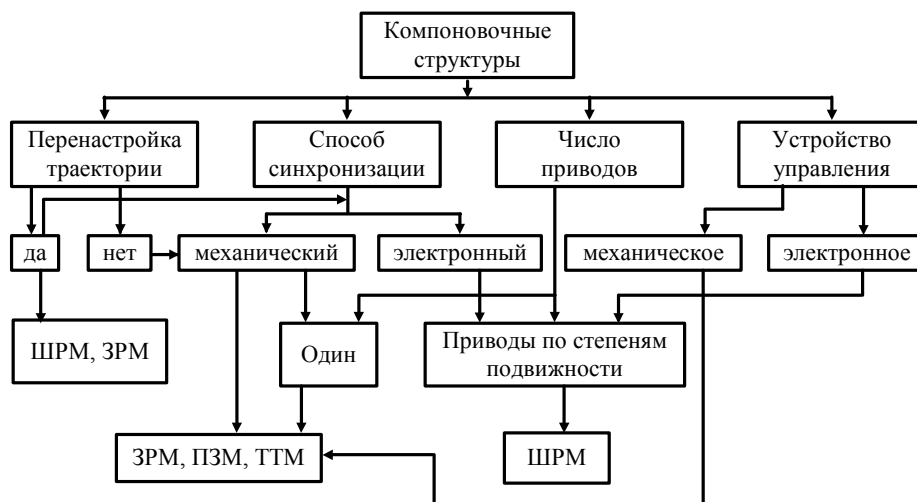 Компоновочные
структуры
Перенастройка
траектории
Способ
синхронизации
Число
приводов
Устройство
управления
да
нет
механический
электронный
механическое
электронное
ШРМ, ЗРМ
Один
Приводы по степеням
подвижности
ЗРМ, ПЗМ, ТТМ
ШРМ